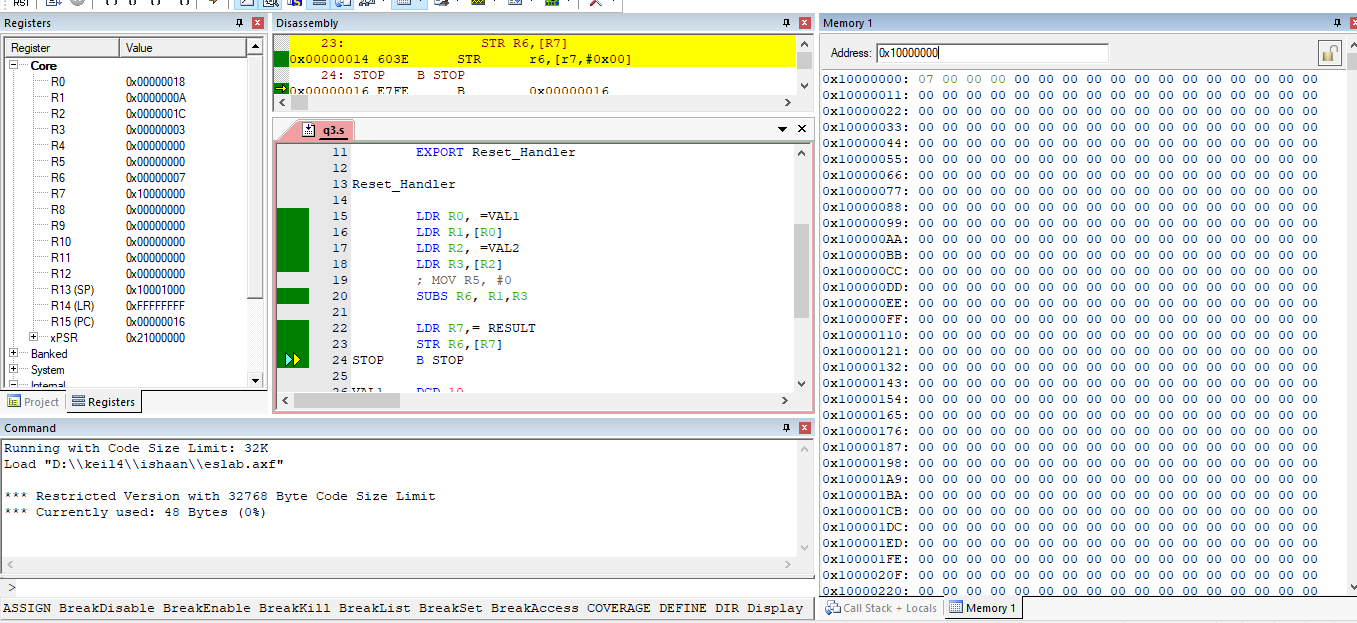 RST
Registers
Register Value
Core
R0 0x00000018
R1 0x0000000A
R2 0x0000001C
R3 0x00000003
R4 0x00000000
R5 0x00000000
R6 0x00000007
R7 0x10000000
R8 0x00000000
R9 0x00000000
R10 0x00000000
R11 0x00000000
R12 0x00000000
R13 (SP) 0x10001000
R14 (LR) 0xFFFFFFFF
R15 (PC) 0x00000016
xPSR 0x21000000
Banked
System
Internal
Project Registers
Disassembly
23: STR R6,[R7]
0x00000014 603E STR r6,[r7,#0x00]
24: STOP B STOP
0x00000016 E7FE B 0x00000016
q3.s
11 EXPORT Reset_Handler
12
13 Reset_Handler
14
15 LDR R0, =VAL1
16 LDR R1,[R0]
17 LDR R2, =VAL2
18 LDR R3,[R2]
19 ; MOV R5, #0
20 SUBS R6, R1,R3
21
22 LDR R7,= RESULT
23 STR R6,[R7]
24 STOP B STOP
25
26 VAL1 DCD 10
Command
Running with Code Size Limit: 32K
Load "D:\\keil4\\ishaan\\eslab.axf"
*** Restricted Version with 32768 Byte Code Size Limit
*** Currently used: 48 Bytes (0%)
>
ASSIGN BreakDisable BreakEnable BreakKill BreakList BreakSet BreakAccess COVERAGE DEFINE DIR Display
Memory 1
Address: 0x10000000
0x10000000: 07 00 00 00 00 00 00 00 00 00 00 00 00 00 00 00 00
0x10000011: 00 00 00 00 00 00 00 00 00 00 00 00 00 00 00 00 00
0x10000022: 00 00 00 00 00 00 00 00 00 00 00 00 00 00 00 00 00
0x10000033: 00 00 00 00 00 00 00 00 00 00 00 00 00 00 00 00 00
0x10000044: 00 00 00 00 00 00 00 00 00 00 00 00 00 00 00 00 00
0x10000055: 00 00 00 00 00 00 00 00 00 00 00 00 00 00 00 00 00
0x10000066: 00 00 00 00 00 00 00 00 00 00 00 00 00 00 00 00 00
0x10000077: 00 00 00 00 00 00 00 00 00 00 00 00 00 00 00 00 00
0x10000088: 00 00 00 00 00 00 00 00 00 00 00 00 00 00 00 00 00
0x10000099: 00 00 00 00 00 00 00 00 00 00 00 00 00 00 00 00 00
0x100000AA: 00 00 00 00 00 00 00 00 00 00 00 00 00 00 00 00 00
0x100000BB: 00 00 00 00 00 00 00 00 00 00 00 00 00 00 00 00 00
0x100000CC: 00 00 00 00 00 00 00 00 00 00 00 00 00 00 00 00 00
0x100000DD: 00 00 00 00 00 00 00 00 00 00 00 00 00 00 00 00 00
0x100000EE: 00 00 00 00 00 00 00 00 00 00 00 00 00 00 00 00 00
0x100000FF: 00 00 00 00 00 00 00 00 00 00 00 00 00 00 00 00 00
0x10000110: 00 00 00 00 00 00 00 00 00 00 00 00 00 00 00 00 00
0x10000121: 00 00 00 00 00 00 00 00 00 00 00 00 00 00 00 00 00
0x10000132: 00 00 00 00 00 00 00 00 00 00 00 00 00 00 00 00 00
0x10000143: 00 00 00 00 00 00 00 00 00 00 00 00 00 00 00 00 00
0x10000154: 00 00 00 00 00 00 00 00 00 00 00 00 00 00 00 00 00
0x10000165: 00 00 00 00 00 00 00 00 00 00 00 00 00 00 00 00 00
0x10000176: 00 00 00 00 00 00 00 00 00 00 00 00 00 00 00 00 00
0x10000187: 00 00 00 00 00 00 00 00 00 00 00 00 00 00 00 00 00
0x10000198: 00 00 00 00 00 00 00 00 00 00 00 00 00 00 00 00 00
0x100001A9: 00 00 00 00 00 00 00 00 00 00 00 00 00 00 00 00 00
0x100001BA: 00 00 00 00 00 00 00 00 00 00 00 00 00 00 00 00 00
0x100001CB: 00 00 00 00 00 00 00 00 00 00 00 00 00 00 00 00 00
0x100001DC: 00 00 00 00 00 00 00 00 00 00 00 00 00 00 00 00 00
0x100001ED: 00 00 00 00 00 00 00 00 00 00 00 00 00 00 00 00 00
0x100001FE: 00 00 00 00 00 00 00 00 00 00 00 00 00 00 00 00 00
0x1000020F: 00 00 00 00 00 00 00 00 00 00 00 00 00 00 00 00 00
0x10000220: 00 00 00 00 00 00 00 00 00 00 00 00 00 00 00 00 00
Call Stack + Locals Memory 1